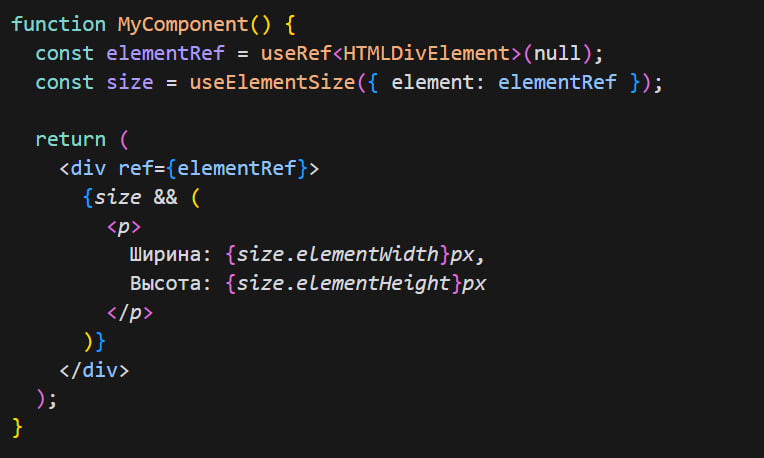 function MyComponent() {
const elementRef = useRef<HTMLDivElement>(null);
const size = useElementSize({ element: elementRef });
return (
<div ref={elementRef}>
{size && (
<p>
Ширина: {size.elementWidth}px,
Высота: {size.elementHeight}px
</p>
)}
</div>
);
}